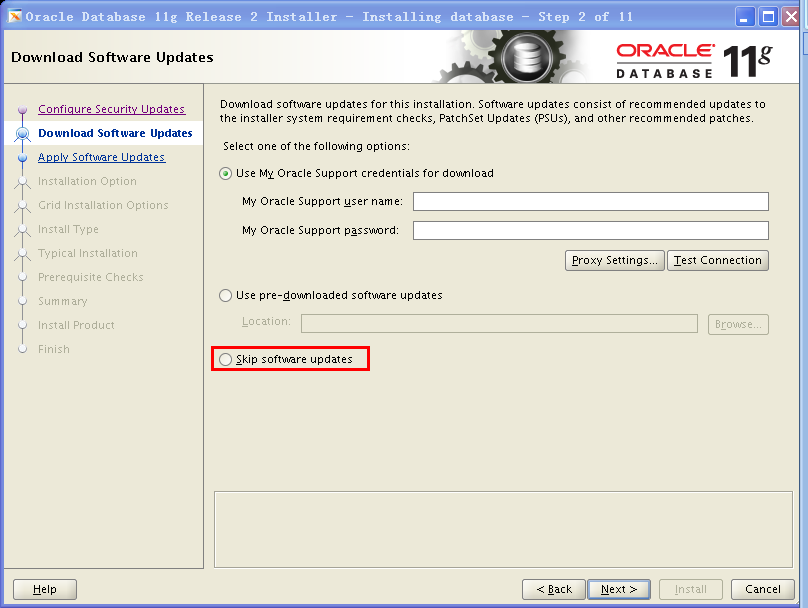 Oracle Database 11g Release 2 Installer - Installing database - Step 2 of 11
Download Software Updates
ORACLE
DATABASE
11g
Configure Security Updates
Download Software Updates
Apply Software Updates
Installation Option
Grid Installation Options
Install Type
Typical Installation
Prerequisite Checks
Summary
Install Product
Finish
Download software updates for this installation. Software updates consist of recommended updates to
the installer system requirement checks, PatchSet Updates (PSUs), and other recommended patches.
Select one of the following options:
Use My Oracle Support credentials for download
My Oracle Support user name:
My Oracle Support password:
Proxy Settings... Test Connection
Use pre-downloaded software updates
Location: Browse...
Skip software updates
Help < Back Next > Install Cancel